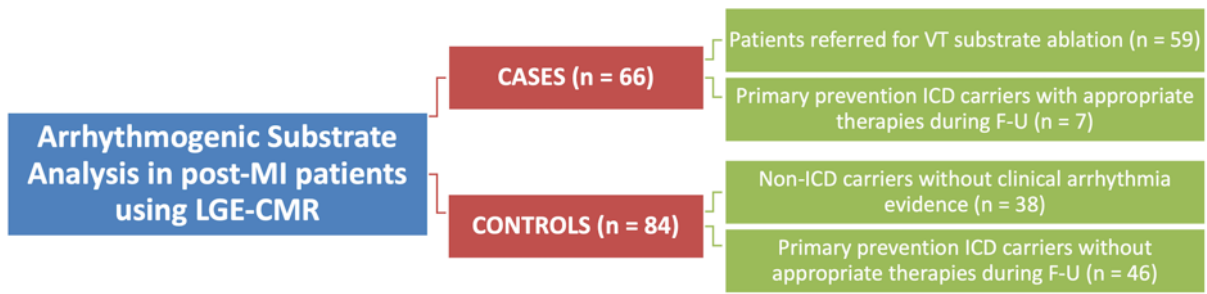 Arrhythmogenic Substrate
Analysis in post-MI patients
using LGE-CMR
CASES (n = 66)
Patients referred for VT substrate ablation (n = 59)
Primary prevention ICD carriers with appropriate
therapies during F-U (n = 7)
CONTROLS (n = 84)
Non-ICD carriers without clinical arrhythmia
evidence (n = 38)
Primary prevention ICD carriers without
appropriate therapies during F-U (n = 46)